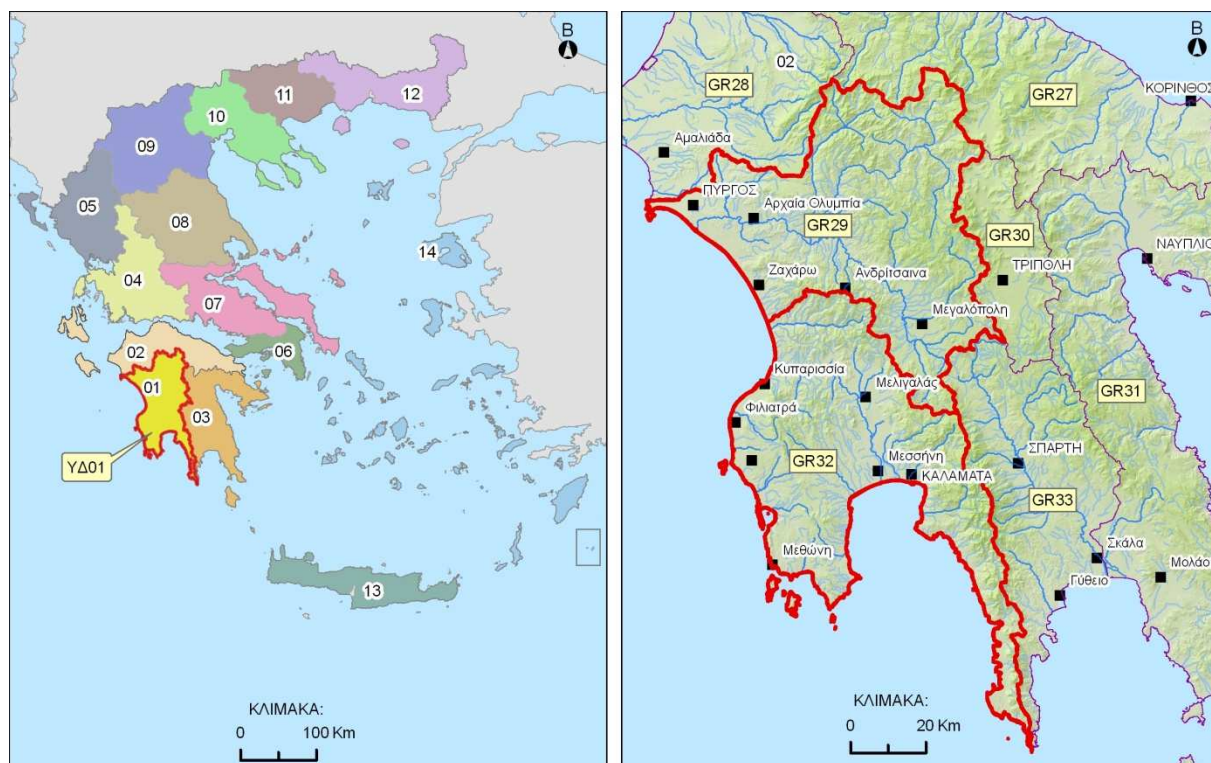 Β
12
11
10
09
05
08
14
04
07
06
02
01
03
ΥΔ01
13
ΚΛΙΜΑΚΑ:
0 100 Km
Β
02
GR28
GR27
ΚΟΡΙΝΘΟΣ
Αμαλιάδα
ΠΥΡΓΟΣ
Αρχαία Ολυμπία
GR29
GR30
ΝΑΥΠΛΙΟ
ΤΡΙΠΟΛΗ
Ζαχάρω
Ανδρίτσαινα
Μεγαλόπολη
Κυπαρισσία
Μελιγαλάς
GR31
Φιλιατρά
ΣΠΑΡΤΗ
GR32
Μεσσήνη
ΚΑΛΑΜΑΤΑ
GR33
Μεθώνη
Σκάλα
Μολάο
Γύθειο
ΚΛΙΜΑΚΑ:
0 20 Km